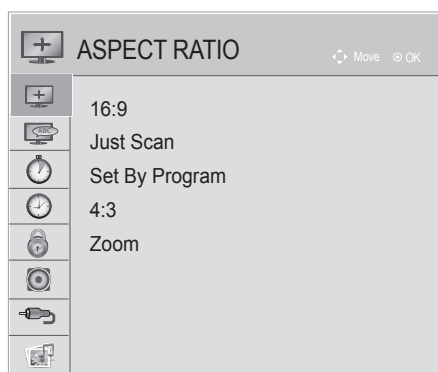 ASPECT RATIO
Move OK
16:9
ABC
Just Scan
Set By Program
4:3
Zoom